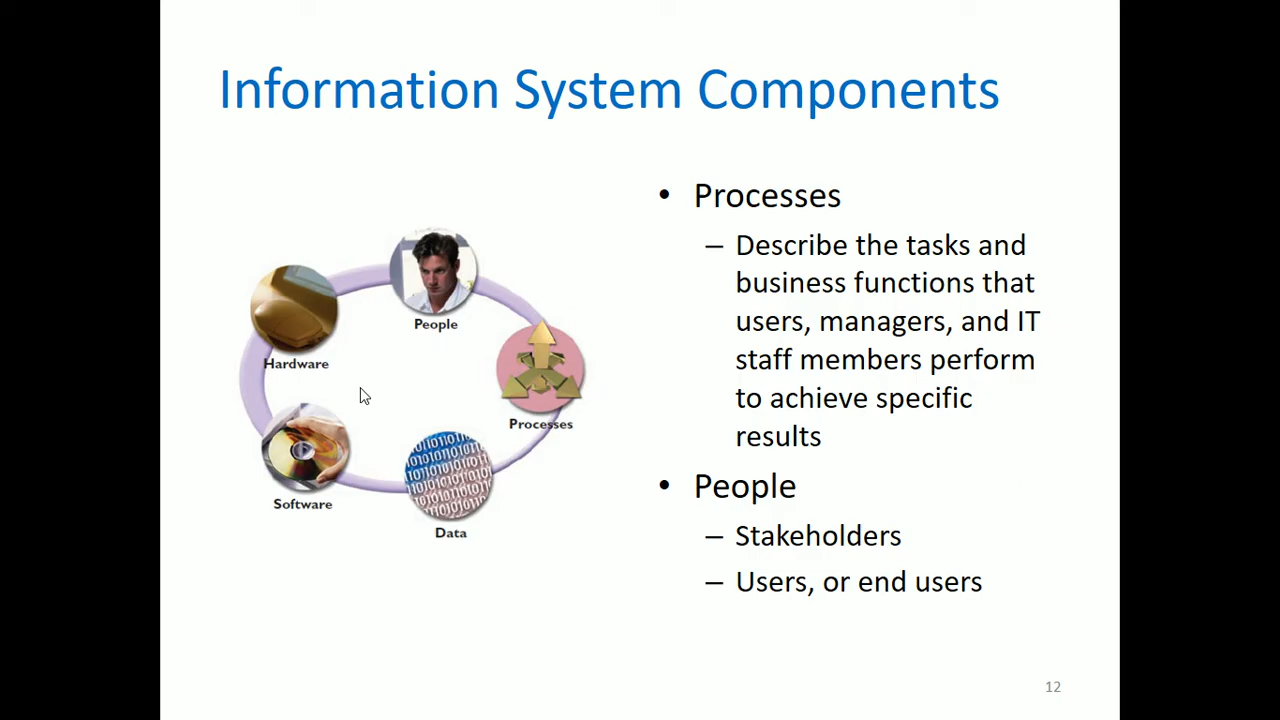 Information System Components
• Processes
– Describe the tasks and
business functions that
users, managers, and IT
staff members perform
to achieve specific
results
• People
– Stakeholders
– Users, or end users
People
Hardware
Processes
Software
Data
12